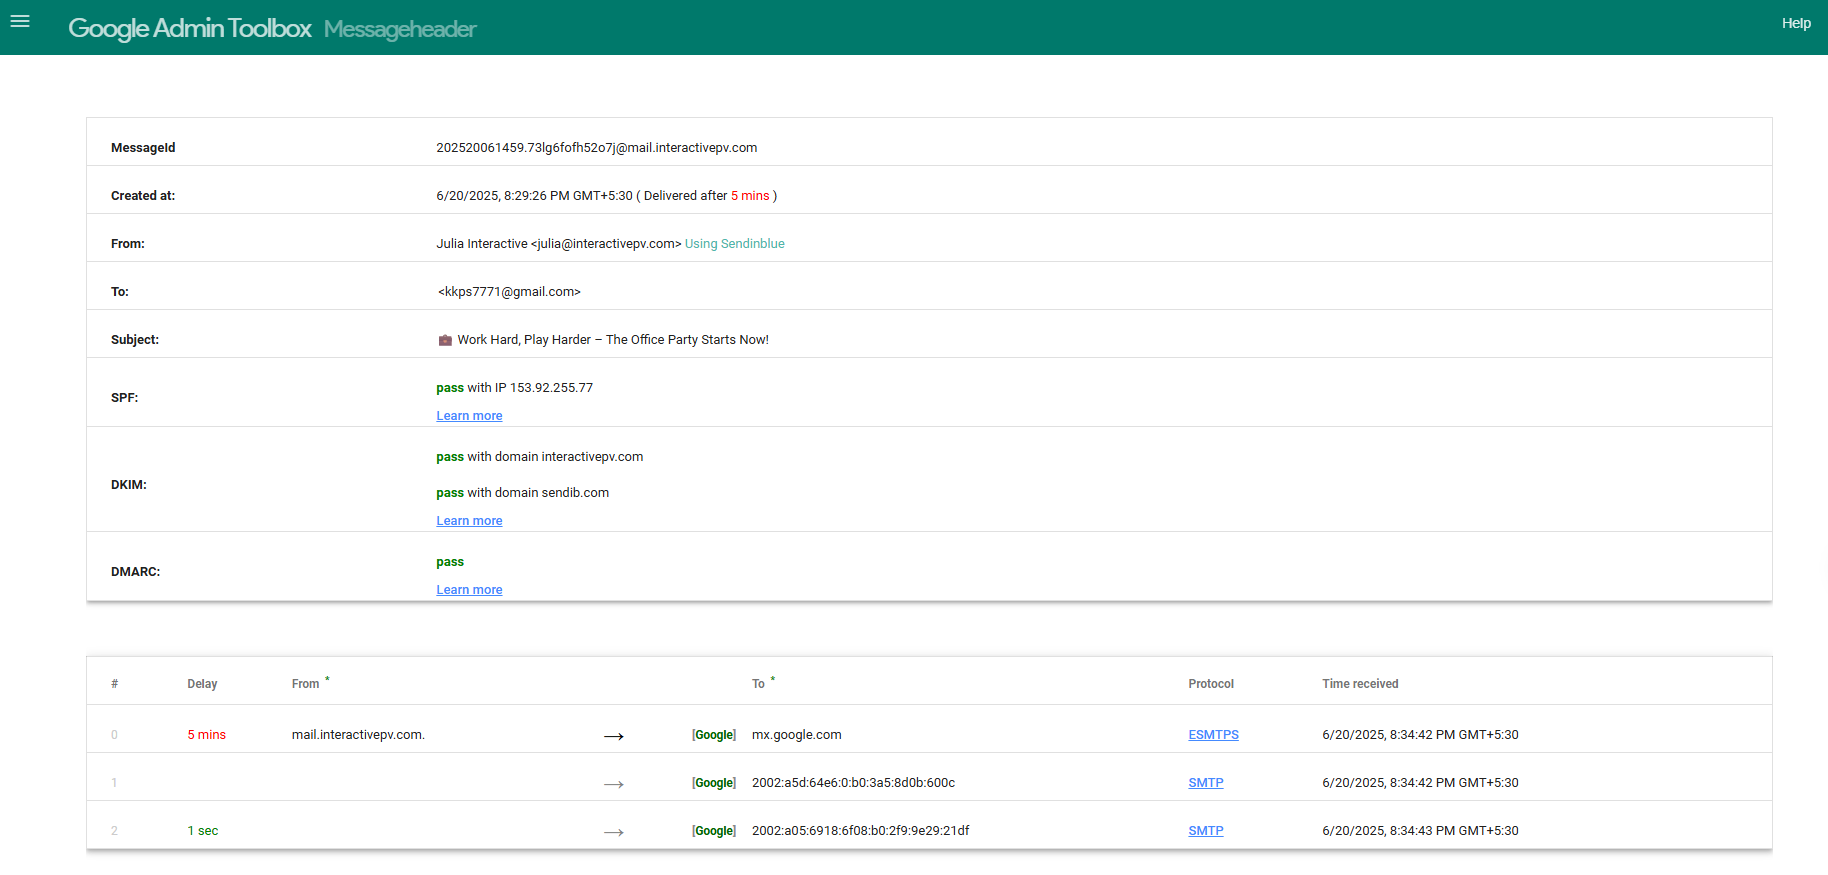 Google Admin Toolbox Messageheader
Help
MessageId 202520061459.73lg6fofh52o7j@mail.interactivepv.com
Created at: 6/20/2025, 8:29:26 PM GMT+5:30 ( Delivered after 5 mins )
From: Julia Interactive <julia@interactivepv.com> Using Sendinblue
To: <kkps7771@gmail.com>
Subject: 💼 Work Hard, Play Harder – The Office Party Starts Now!
SPF: pass with IP 153.92.255.77
Learn more
DKIM: pass with domain interactivepv.com
pass with domain sendib.com
Learn more
DMARC: pass
Learn more
# Delay From * To * Protocol Time received
0 5 mins mail.interactivepv.com. → [Google] mx.google.com ESMTPS 6/20/2025, 8:34:42 PM GMT+5:30
1 → [Google] 2002:a5d:64e6:0:b0:3a5:8d0b:600c SMTP 6/20/2025, 8:34:42 PM GMT+5:30
2 1 sec → [Google] 2002:a05:6918:6f08:b0:2f9:9e29:21df SMTP 6/20/2025, 8:34:43 PM GMT+5:30